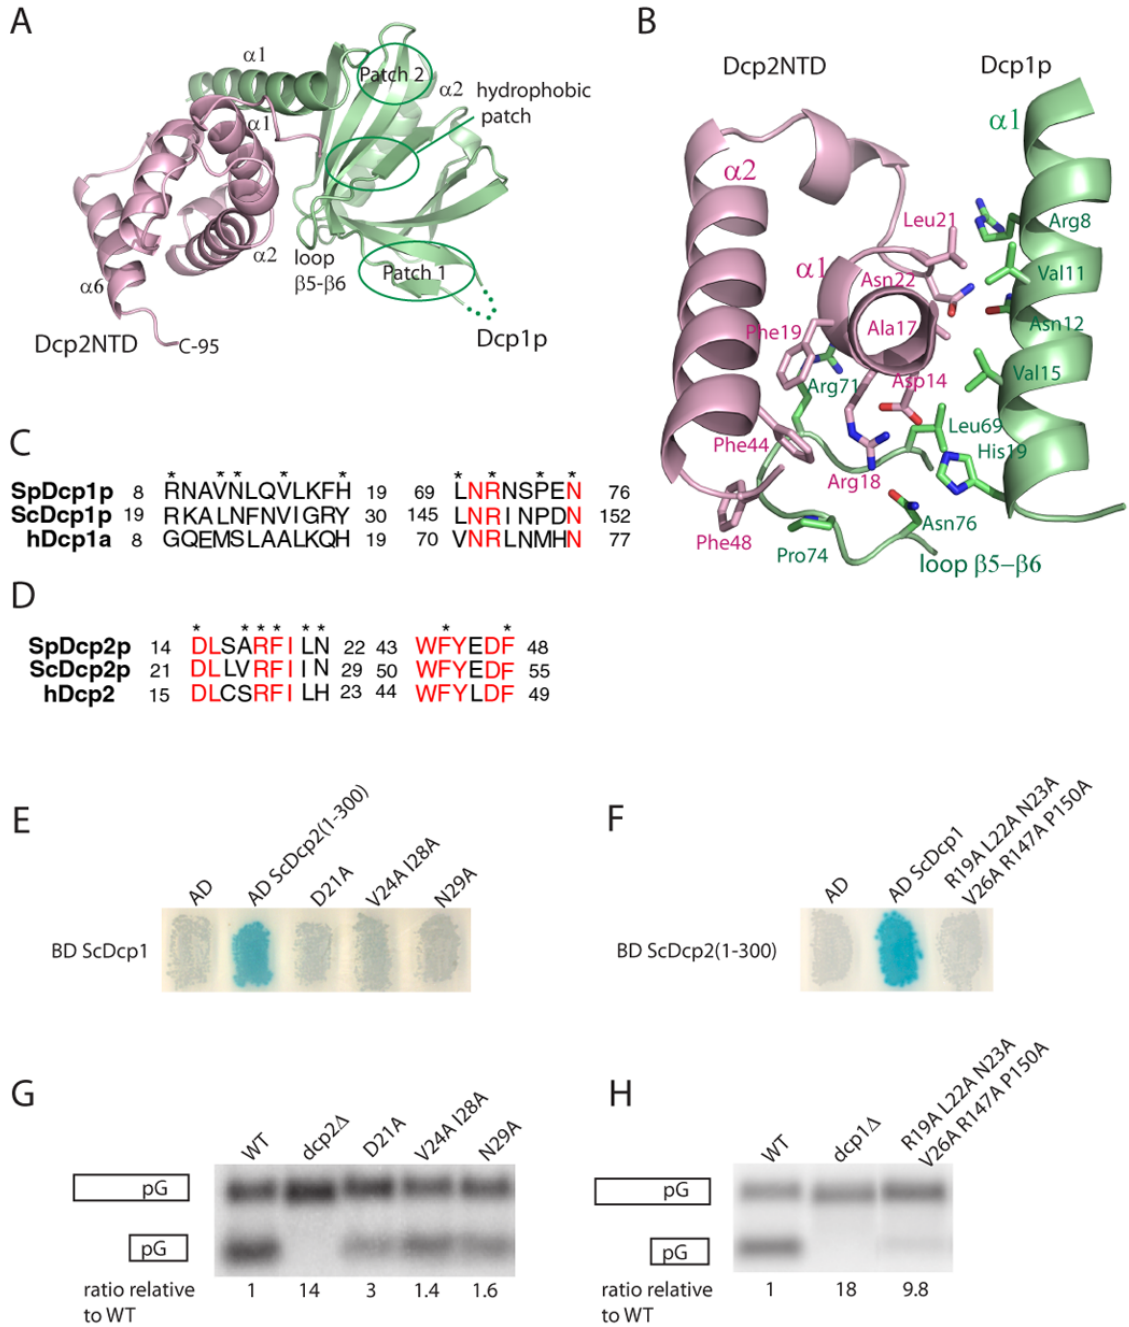 A
α1
Patch 2
α2
hydrophobic
patch
α1
α2
loop
β5-β6
Patch 1
α6
Dcp2NTD
C-95
Dcp1p
B
Dcp2NTD
Dcp1p
α1
α2
Leu21
Arg8
α1
Asn22
Val11
Phe19
Ala17
Asn12
Arg71
Asp14
Val15
Phe44
Leu69
His19
Arg18
Asn76
Phe48
Pro74
loop β5–β6
C
* * * * * * * * *
SpDcp1p 8 RNAVNLQVLKFH 19 69 LNRNSPEN 76
ScDcp1p 19 RKALNFNVIGRY 30 145 LNRINPDN 152
hDcp1a 8 GQEMSLAALKQH 19 70 VNRLNMHN 77
D
* * * * * * * *
SpDcp2p 14 DLSARFILN 22 43 WFYEDF 48
ScDcp2p 21 DLLVRFIIN 29 50 WFYEDF 55
hDcp2 15 DLCSRFILH 23 44 WFYLDF 49
E
AD
AD ScDcp2(1-300)
D21A
V24A I28A
N29A
BD ScDcp1
F
AD
AD ScDcp1
R19A L22A N23A
V26A R147A P150A
BD ScDcp2(1-300)
G
WT
dcp2Δ
D21A
V24A I28A
N29A
pG
pG
ratio relative
to WT
1 14 3 1.4 1.6
H
WT
dcp1Δ
R19A L22A N23A
V26A R147A P150A
pG
pG
ratio relative
to WT
1 18 9.8